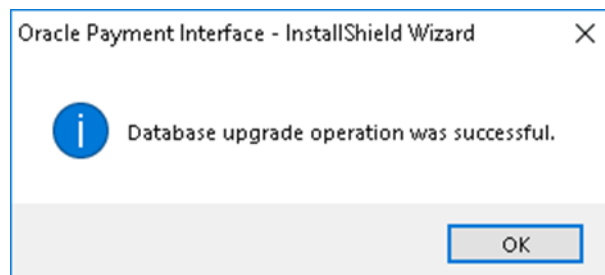 Oracle Payment Interface - InstallShield Wizard
Database upgrade operation was successful.
OK